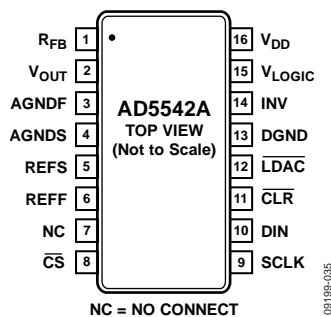 RFB 1
VOUT 2
AGNDF 3
AGNDS 4
REFS 5
REFF 6
NC 7
CS 8
AD5542A
TOP VIEW
(Not to Scale)
16 VDD
15 VLOGIC
14 INV
13 DGND
12 LDAC
11 CLR
10 DIN
9 SCLK
NC = NO CONNECT
09199-035